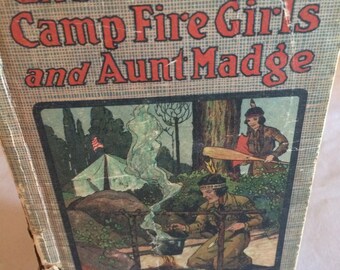 Camp Fire Girls
and Aunt Madge